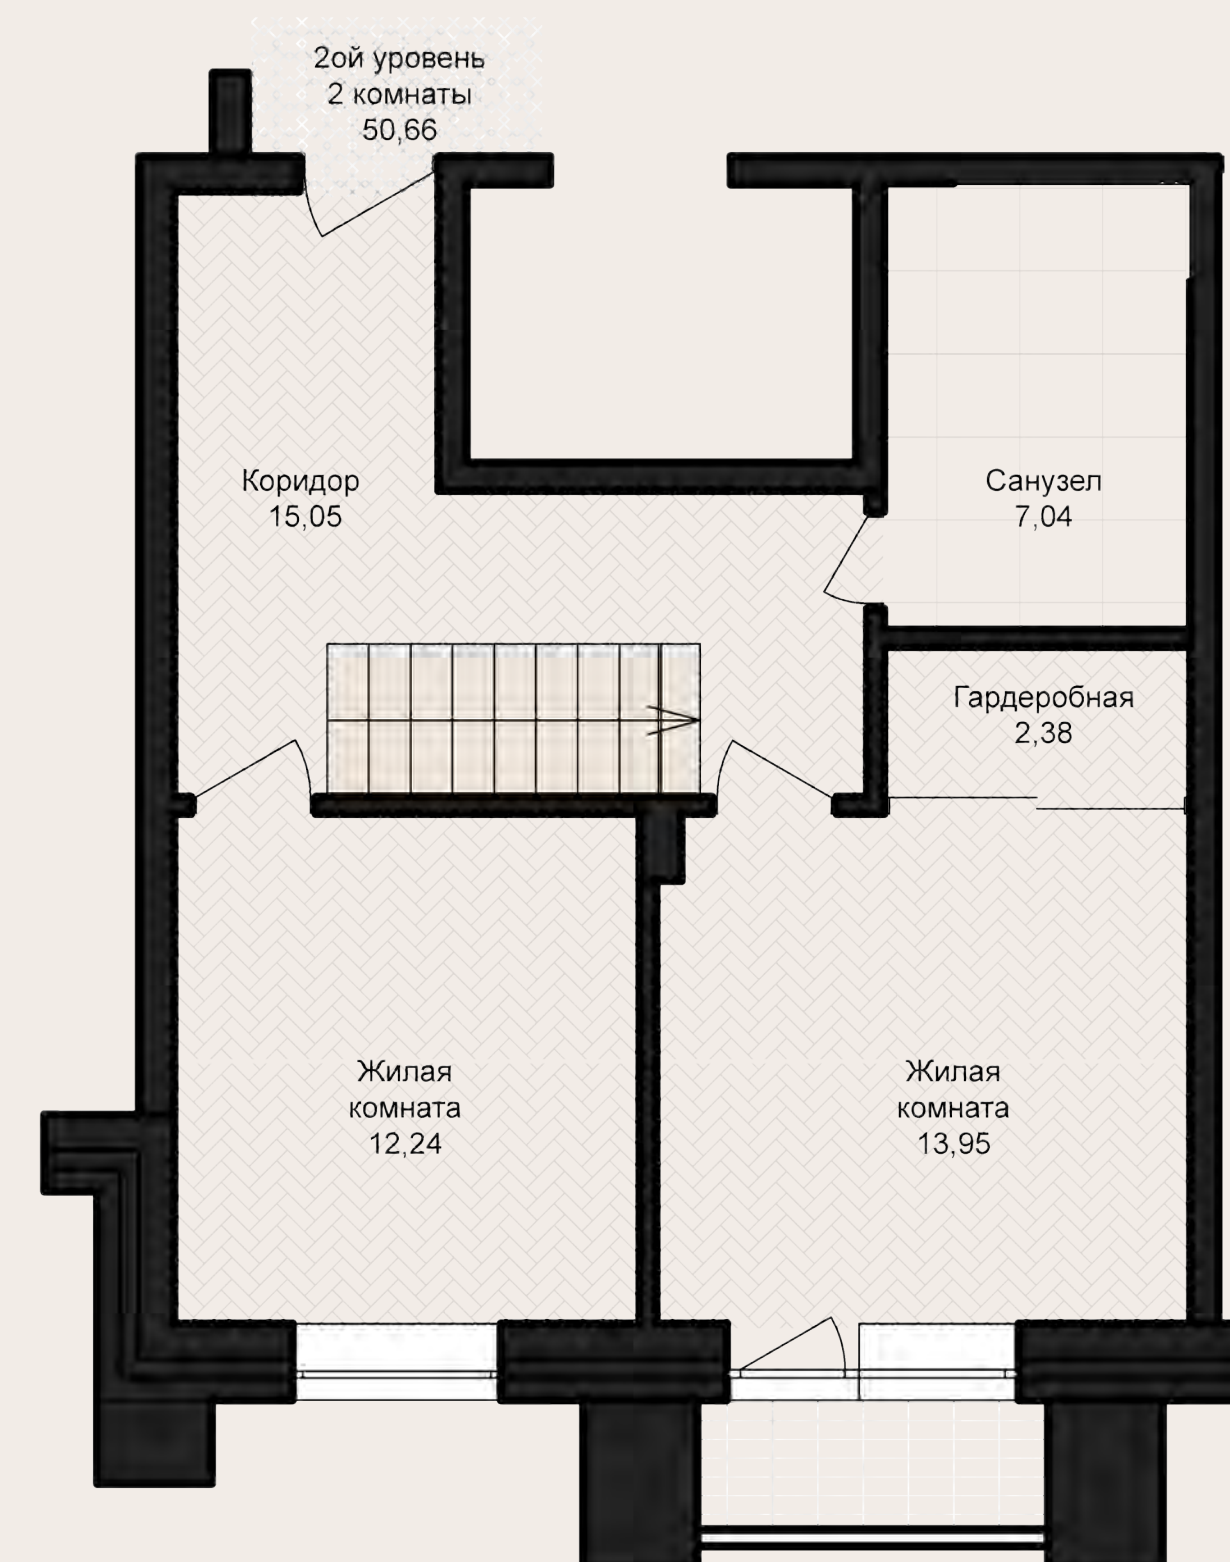 2ой уровень
2 комнаты
50,66
Коридор
15,05
Санузел
7,04
Гардеробная
2,38
Жилая
комната
12,24
Жилая
комната
13,95